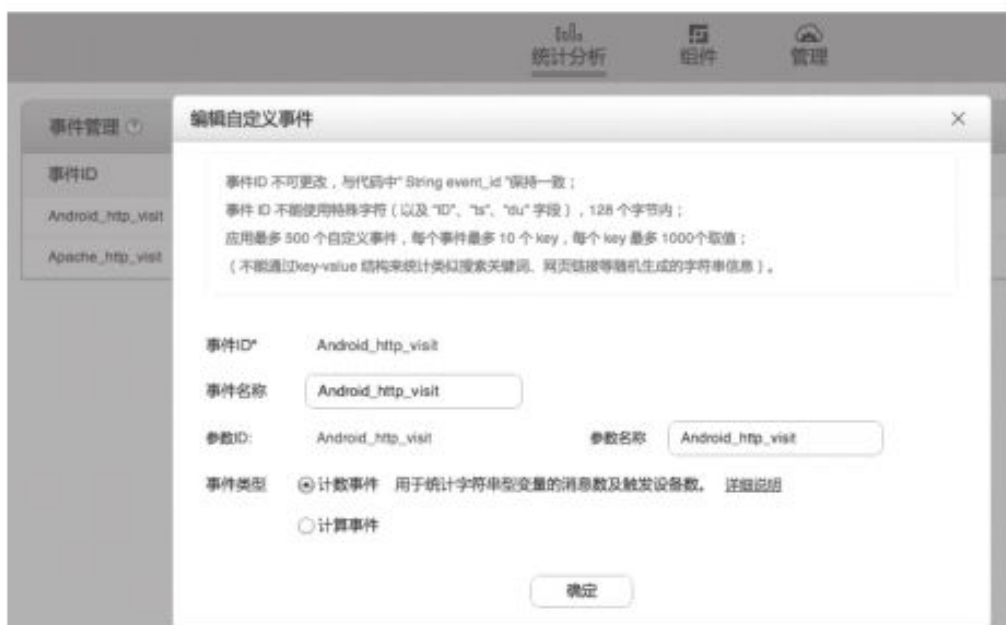 统计分析 组件 管理
事件管理
编辑自定义事件
事件ID
Android_http_visit
Apache_http_visit
事件ID 不可更改，与代码中" String event_id "保持一致；
事件 ID 不能使用特殊字符（以及 "ID"、"ts"、"du" 字段），128 个字节内；
应用最多 500 个自定义事件，每个事件最多 10 个 key，每个 key 最多 1000个取值；
（不能通过key-value 结构来统计类似搜索关键词、网页链接等随机生成的字符串信息）。
事件ID* Android_http_visit
事件名称 Android_http_visit
参数ID: Android_http_visit 参数名称 Android_http_visit
事件类型 计数事件 用于统计字符串型变量的消息数及触发设备数。 详细说明
计算事件
确定